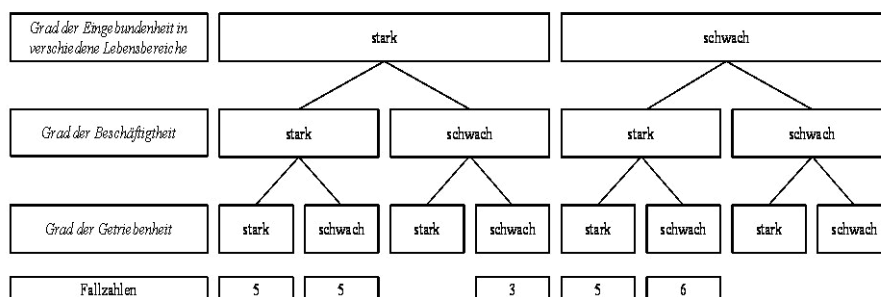 Grad der Eingebundenheit in
verschiedene Lebensbereiche
stark
schwach
Grad der Beschäftigtheit
stark
schwach
stark
schwach
Grad der Getriebenheit
stark
schwach
stark
schwach
stark
schwach
stark
schwach
Fallzahlen
5
5
3
5
6